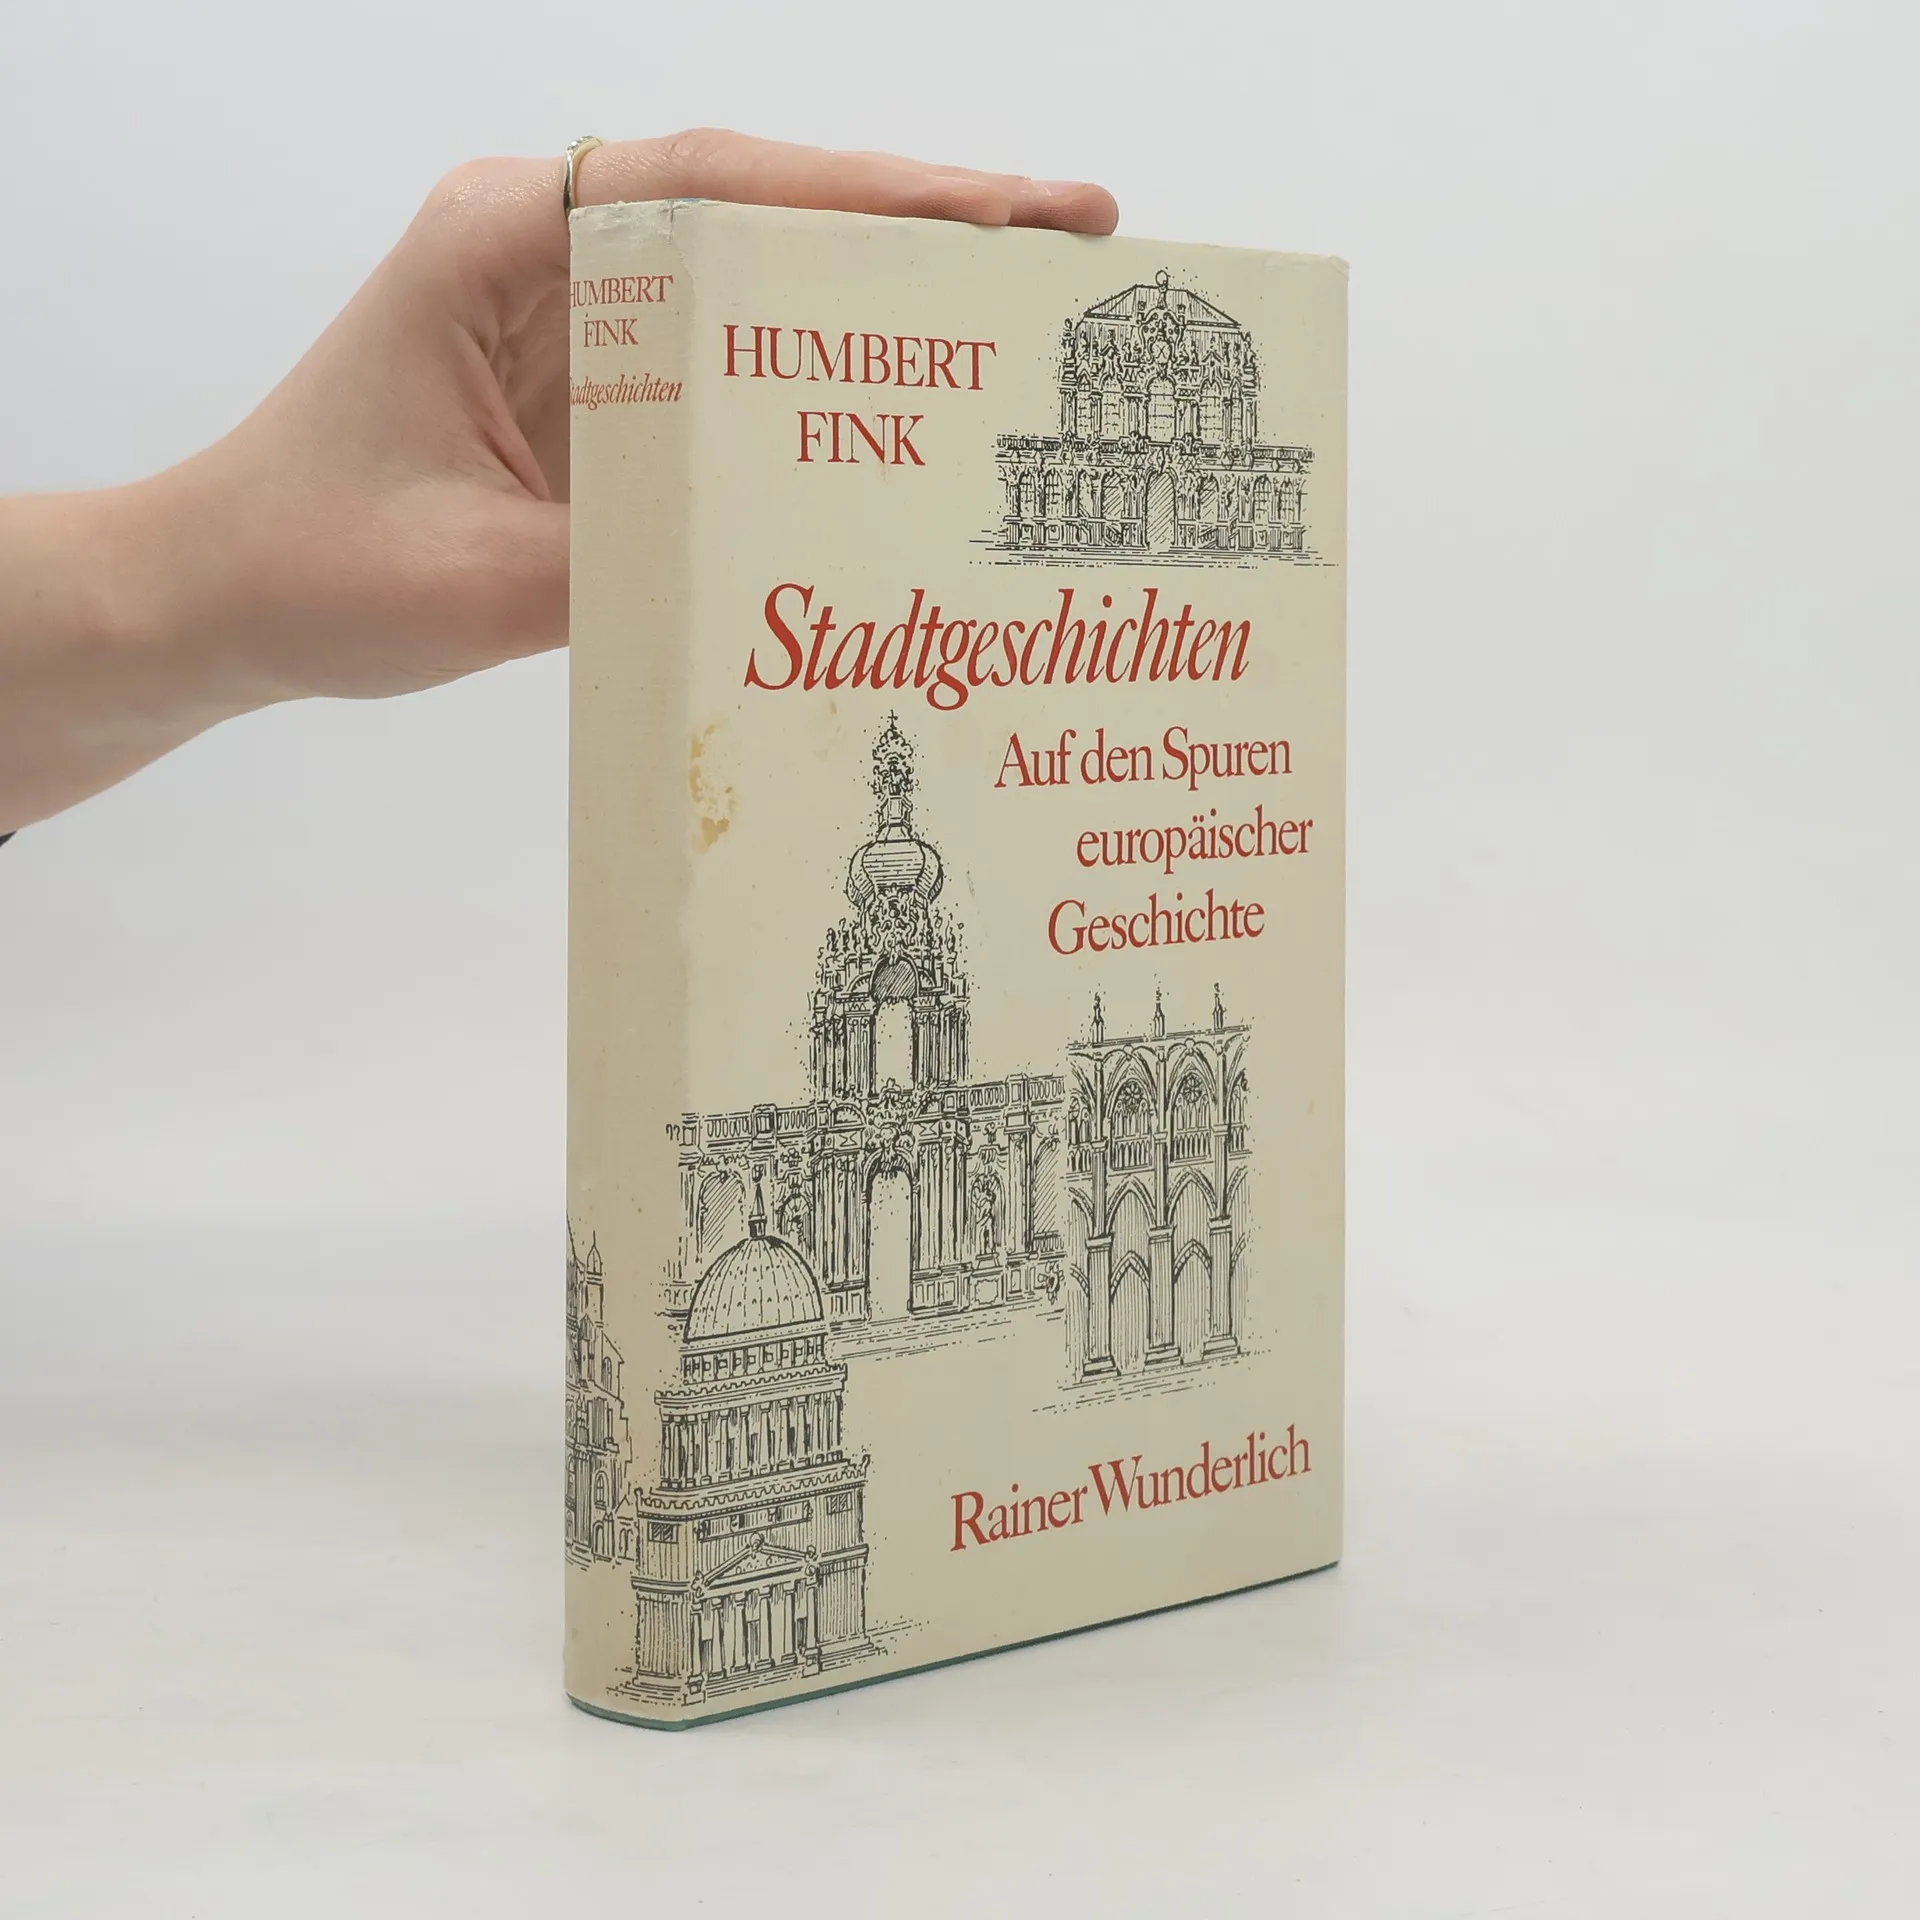 HUMBERT
FINK
Stadtgeschichten
HUMBERT
FINK
Stadtgeschichten
Auf den Spuren
europäischer
Geschichte
Rainer Wunderlich